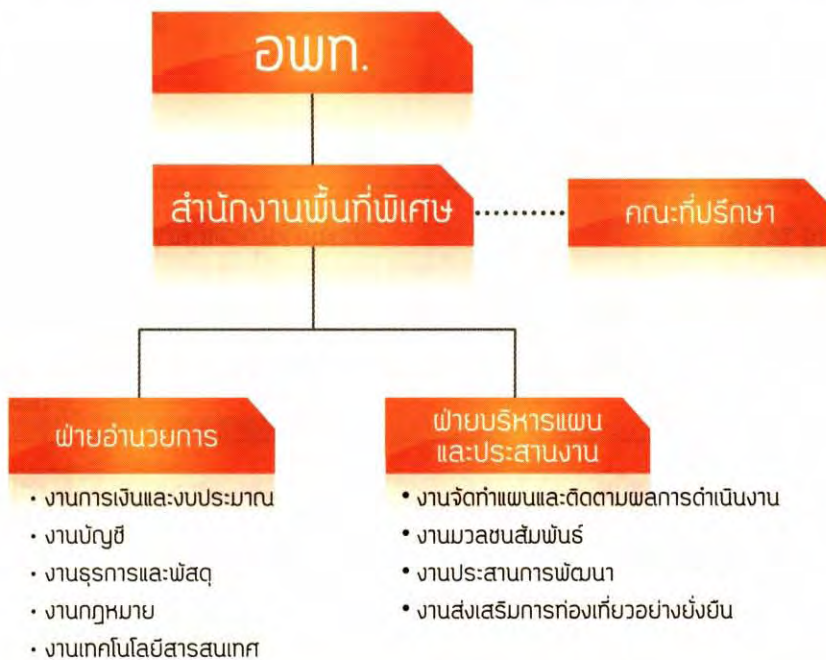 อพท.
สำนักงานพื้นที่พิเศษ
คณะที่ปรึกษา
ฝ่ายอำนวยการ
• งานการเงินและงบประมาณ
• งานบัญชี
• งานธุรการและพัสดุ
• งานกฎหมาย
• งานเทคโนโลยีสารสนเทศ
ฝ่ายบริหารแผน
และประสานงาน
• งานจัดทำแผนและติดตามผลการดำเนินงาน
• งานมวลชนสัมพันธ์
• งานประสานการพัฒนา
• งานส่งเสริมการท่องเที่ยวอย่างยั่งยืน